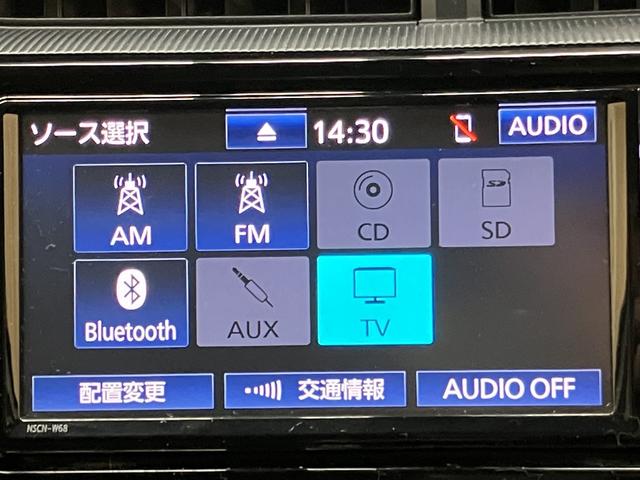 ソース選択 14:30 AUDIO
AM FM CD SD
Bluetooth AUX TV
配置変更 交通情報 AUDIO OFF
NSCN-W68